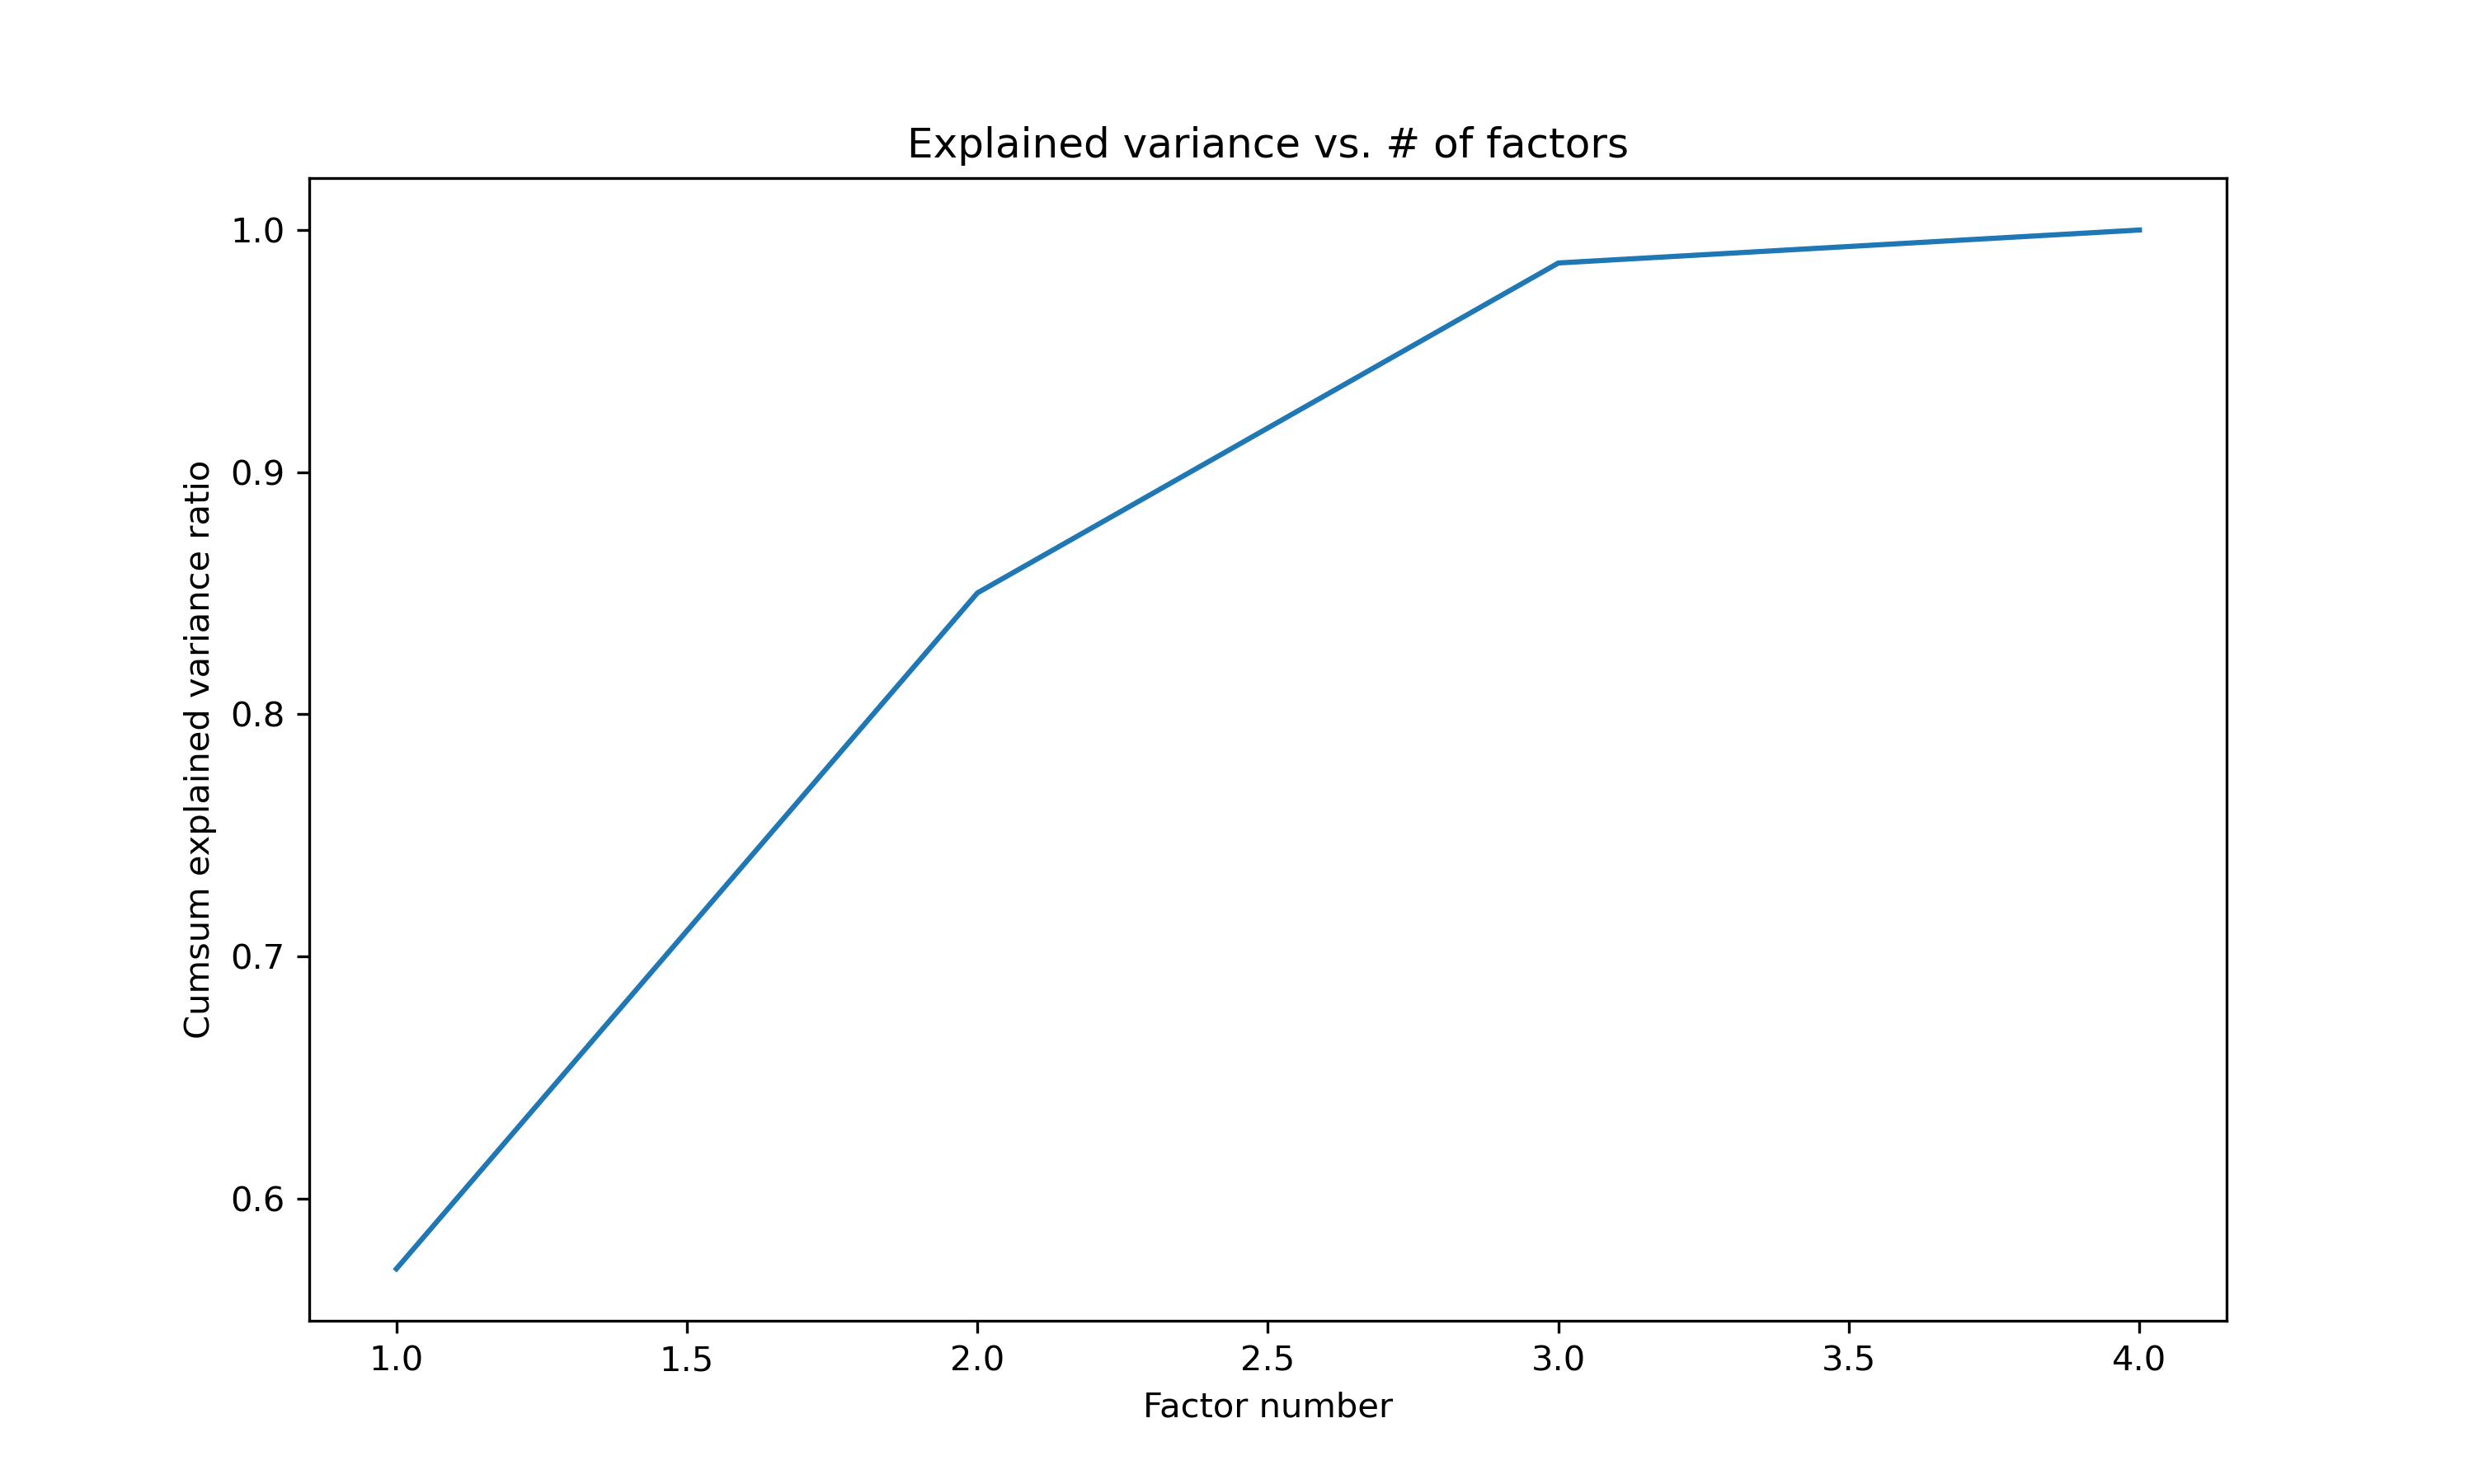 Explained variance vs. # of factors
Cumsum explained variance ratio
1.0
0.9
0.8
0.7
0.6
1.0 1.5 2.0 2.5 3.0 3.5 4.0
Factor number